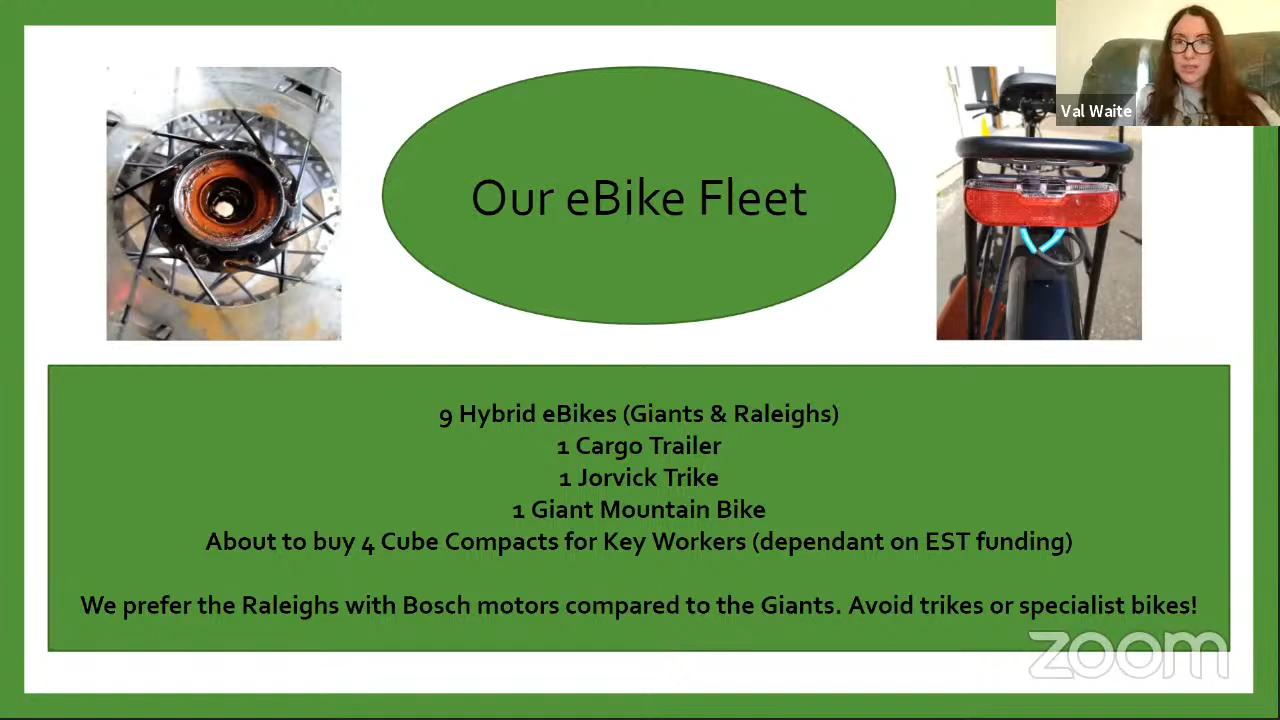 Val Waite
Our eBike Fleet
9 Hybrid eBikes (Giants & Raleighs)
1 Cargo Trailer
1 Jorvick Trike
1 Giant Mountain Bike
About to buy 4 Cube Compacts for Key Workers (dependant on EST funding)
We prefer the Raleighs with Bosch motors compared to the Giants. Avoid trikes or specialist bikes!
zoom